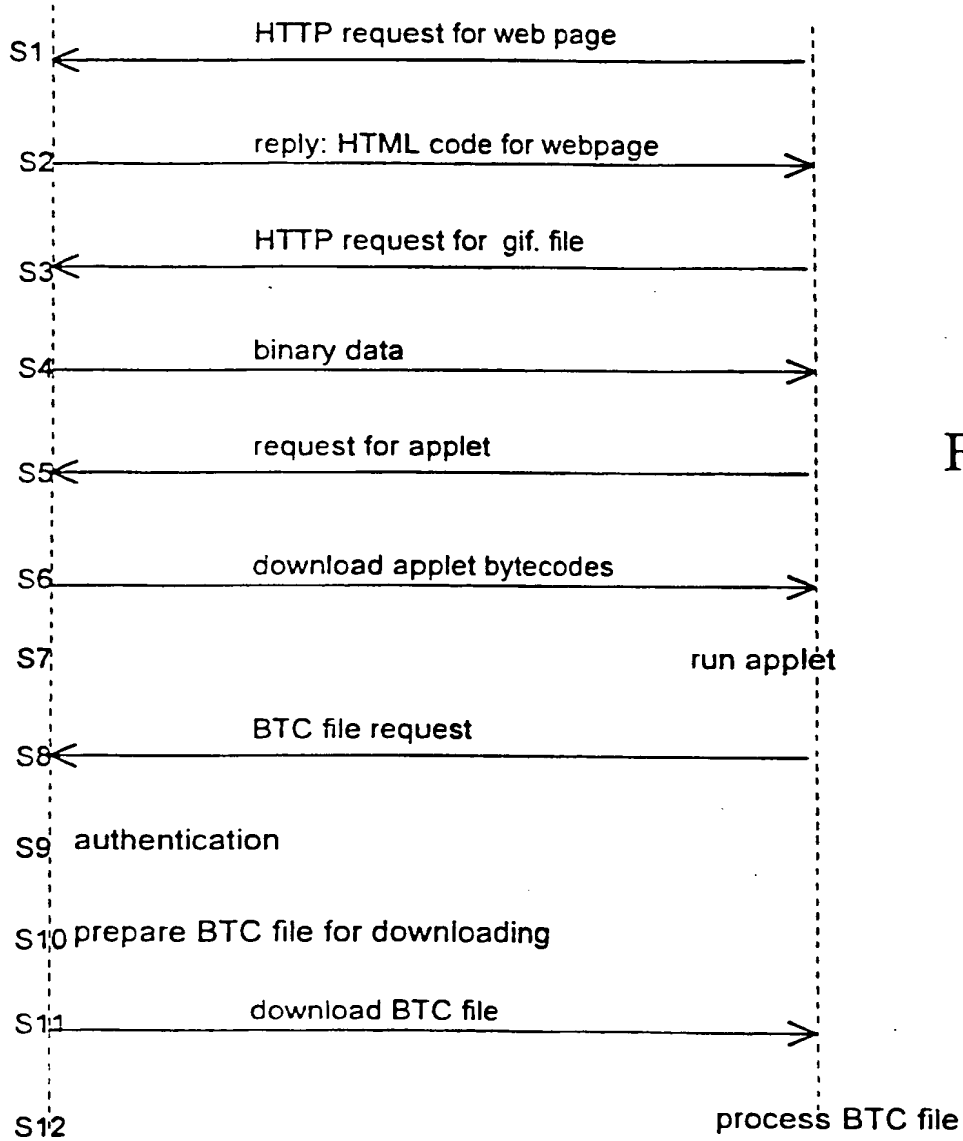 S1 HTTP request for web page
S2 reply: HTML code for webpage
S3 HTTP request for gif. file
S4 binary data
S5 request for applet
S6 download applet bytecodes
S7 run applet
S8 BTC file request
S9 authentication
S10 prepare BTC file for downloading
S11 download BTC file
S12 process BTC file